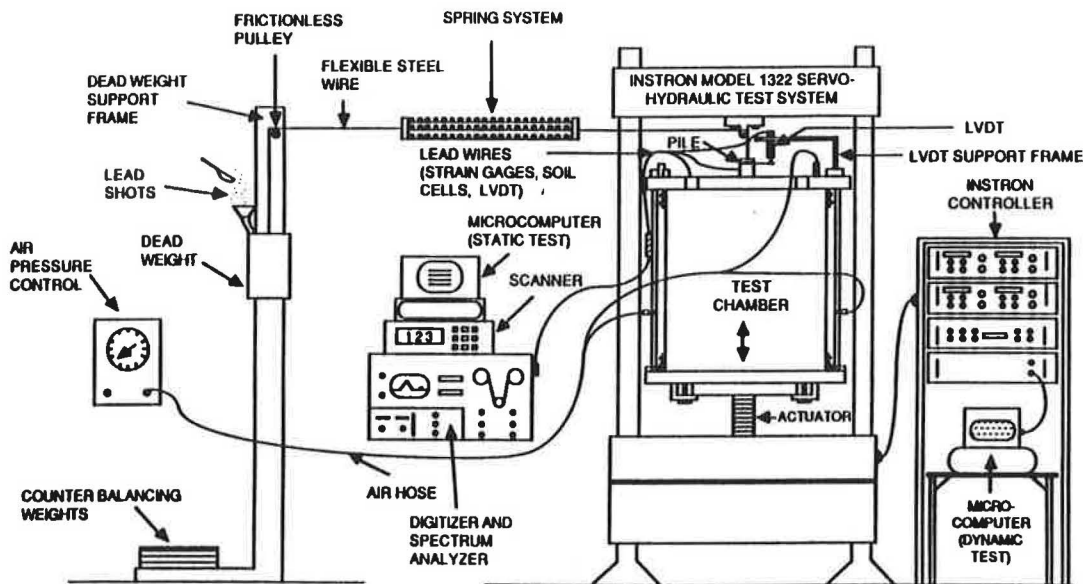 FRICTIONLESS
PULLEY
SPRING SYSTEM
DEAD WEIGHT
SUPPORT
FRAME
FLEXIBLE STEEL
WIRE
INSTRON MODEL 1322 SERVO-
HYDRAULIC TEST SYSTEM
LVDT
PILE
LVDT SUPPORT FRAME
LEAD WIRES
(STRAIN GAGES, SOIL
CELLS, LVDT)
LEAD
SHOTS
INSTRON
CONTROLLER
MICROCOMPUTER
(STATIC TEST)
DEAD
WEIGHT
AIR
PRESSURE
CONTROL
SCANNER
TEST
CHAMBER
123
ACTUATOR
AIR HOSE
COUNTER BALANCING
WEIGHTS
DIGITIZER AND
SPECTRUM
ANALYZER
MICRO-
COMPUTER
(DYNAMIC
TEST)